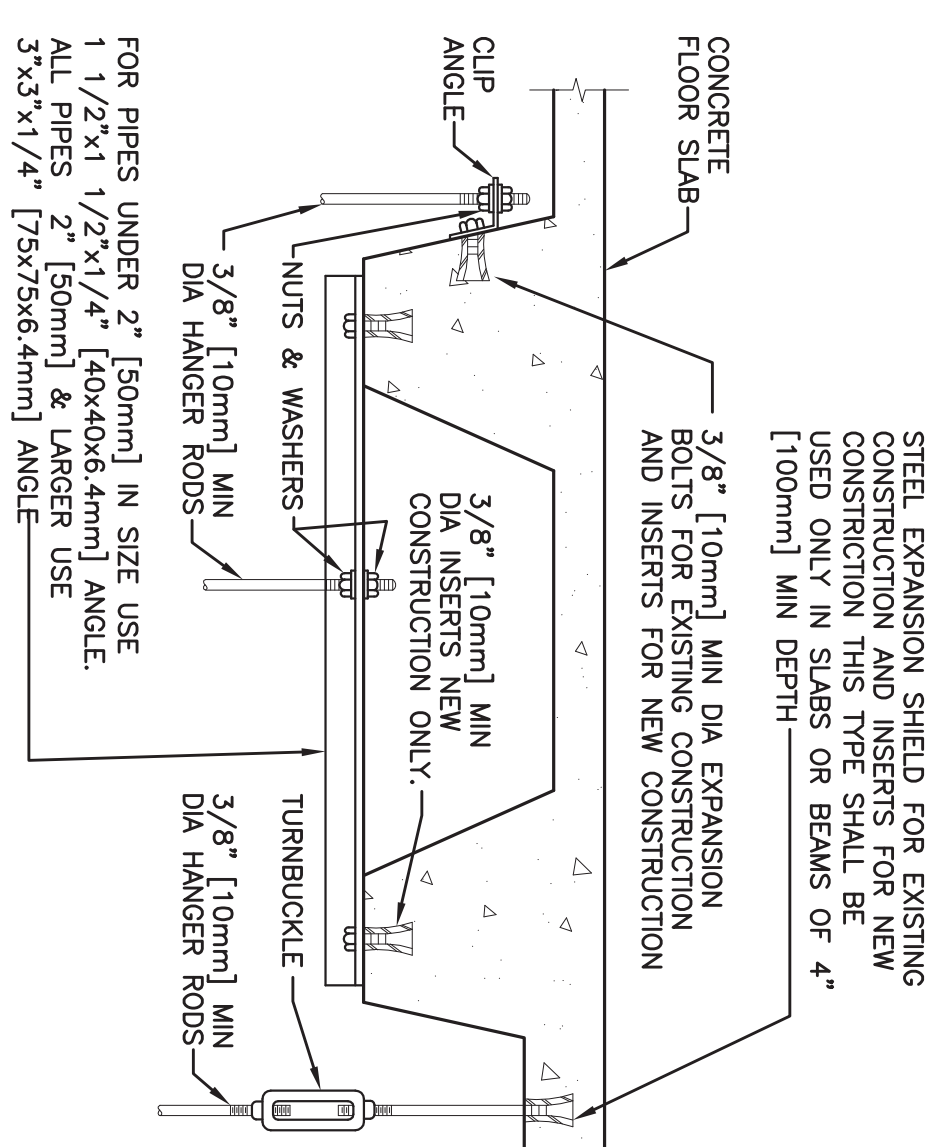 STEEL EXPANSION SHIELD FOR EXISTING
CONSTRUCTION AND INSERTS FOR NEW
CONSTRICTION THIS TYPE SHALL BE
USED ONLY IN SLABS OR BEAMS OF 4"
[100mm] MIN DEPTH
CONCRETE
FLOOR SLAB
3/8" [10mm] MIN DIA EXPANSION
BOLTS FOR EXISTING CONSTRUCTION
AND INSERTS FOR NEW CONSTRUCTION
CLIP
ANGLE
3/8" [10mm] MIN
DIA INSERTS NEW
CONSTRUCTION ONLY.
NUTS & WASHERS
TURNBUCKLE
3/8" [10mm] MIN
DIA HANGER RODS
3/8" [10mm] MIN
DIA HANGER RODS
FOR PIPES UNDER 2" [50mm] IN SIZE USE
1 1/2"x1 1/2"x1/4" [40x40x6.4mm] ANGLE.
ALL PIPES 2" [50mm] & LARGER USE
3"x3"x1/4" [75x75x6.4mm] ANGLE